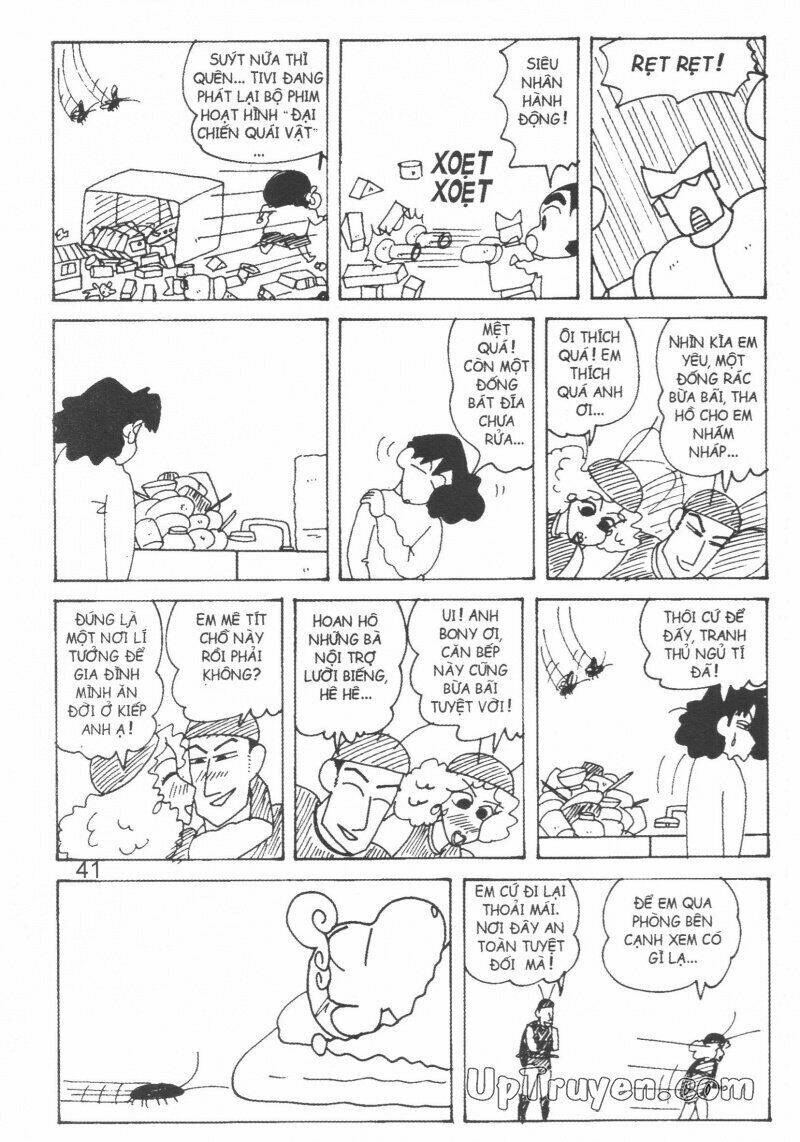 RẸT RẸT!
SIÊU
NHÂN
HÀNH
ĐỘNG!
XOẸT
XOẸT
SUÝT NỮA THÌ
QUÊN... TIVI ĐANG
PHÁT LẠI BỘ PHIM
HOẠT HÌNH "ĐẠI
CHIẾN QUÁI VẬT"
...
NHÌN KÌA EM
YÊU, MỘT
ĐỐNG RÁC
BỪA BÃI, THA
HỒ CHO EM
NHẤM
NHÁP...
ÔI THÍCH
QUÁ! EM
THÍCH
QUÁ ANH
ƠI...
MỆT
QUÁ!
CÒN MỘT
ĐỐNG
BÁT ĐĨA
CHƯA
RỬA...
THÔI CỨ ĐỂ
ĐẤY, TRANH
THỦ NGỦ TÍ
ĐÃ!
UI! ANH
BONY ƠI,
CĂN BẾP
NÀY CŨNG
BỪA BÃI
TUYỆT VỜI!
HOAN HÔ
NHỮNG BÀ
NỘI TRỢ
LƯỜI BIẾNG,
HÊ HÊ...
EM MÊ TÍT
CHỖ NÀY
RỒI PHẢI
KHÔNG?
ĐÚNG LÀ
MỘT NƠI LÍ
TƯỞNG ĐỂ
GIA ĐÌNH
MÌNH ĂN
ĐỜI Ở KIẾP
ANH Ạ!
41
ĐỂ EM QUA
PHÒNG BÊN
CẠNH XEM CÓ
GÌ LẠ...
EM CỨ ĐI LẠI
THOẢI MÁI.
NƠI ĐÂY AN
TOÀN TUYỆT
ĐỐI MÀ!
UpTruyen.com